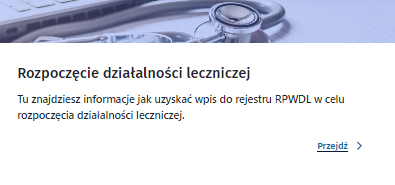 Rozpoczęcie działalności leczniczej
Tu znajdziesz informacje jak uzyskać wpis do rejestru RPWDL w celu
rozpoczęcia działalności leczniczej.
Przejdź